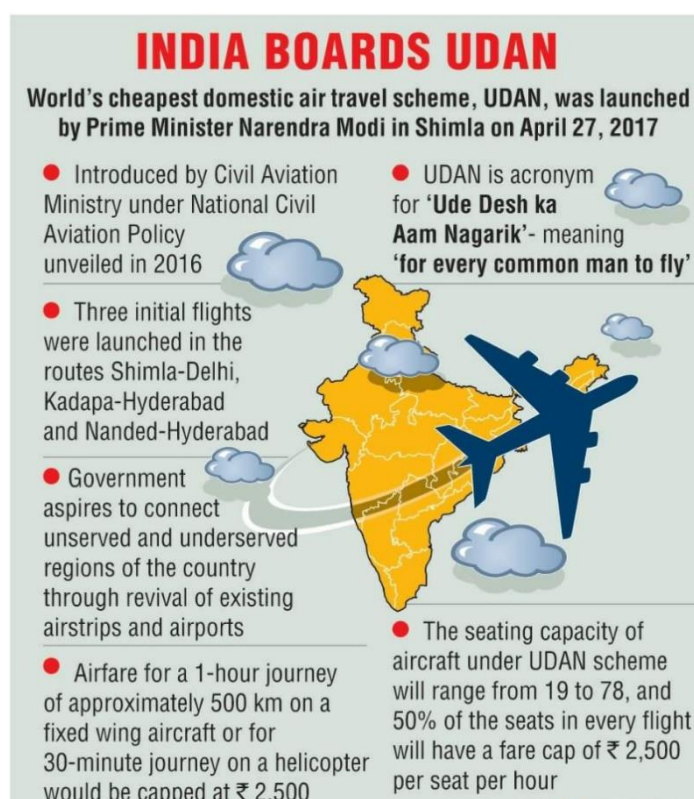 INDIA BOARDS UDAN
World's cheapest domestic air travel scheme, UDAN, was launched
by Prime Minister Narendra Modi in Shimla on April 27, 2017
● Introduced by Civil Aviation
Ministry under National Civil
Aviation Policy
unveiled in 2016
● Three initial flights
were launched in the
routes Shimla-Delhi,
Kadapa-Hyderabad
and Nanded-Hyderabad
● Government
aspires to connect
unserved and underserved
regions of the country
through revival of existing
airstrips and airports
● Airfare for a 1-hour journey
of approximately 500 km on a
fixed wing aircraft or for
30-minute journey on a helicopter
would be capped at ₹ 2,500
● UDAN is acronym
for ‘Ude Desh ka
Aam Nagarik’- meaning
‘for every common man to fly’
● The seating capacity of
aircraft under UDAN scheme
will range from 19 to 78, and
50% of the seats in every flight
will have a fare cap of ₹ 2,500
per seat per hour